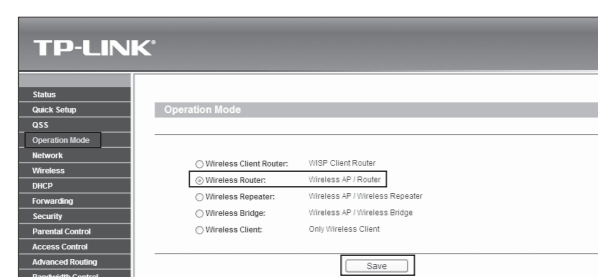 TP-LINK®
Status
Quick Setup
QSS
Operation Mode
Network
Wireless
DHCP
Forwarding
Security
Parental Control
Access Control
Advanced Routing
Bandwidth Control
Operation Mode
Wireless Client Router: WISP Client Router
Wireless Router: Wireless AP / Router
Wireless Repeater: Wireless AP / Wireless Repeater
Wireless Bridge: Wireless AP / Wireless Bridge
Wireless Client: Only Wireless Client
Save